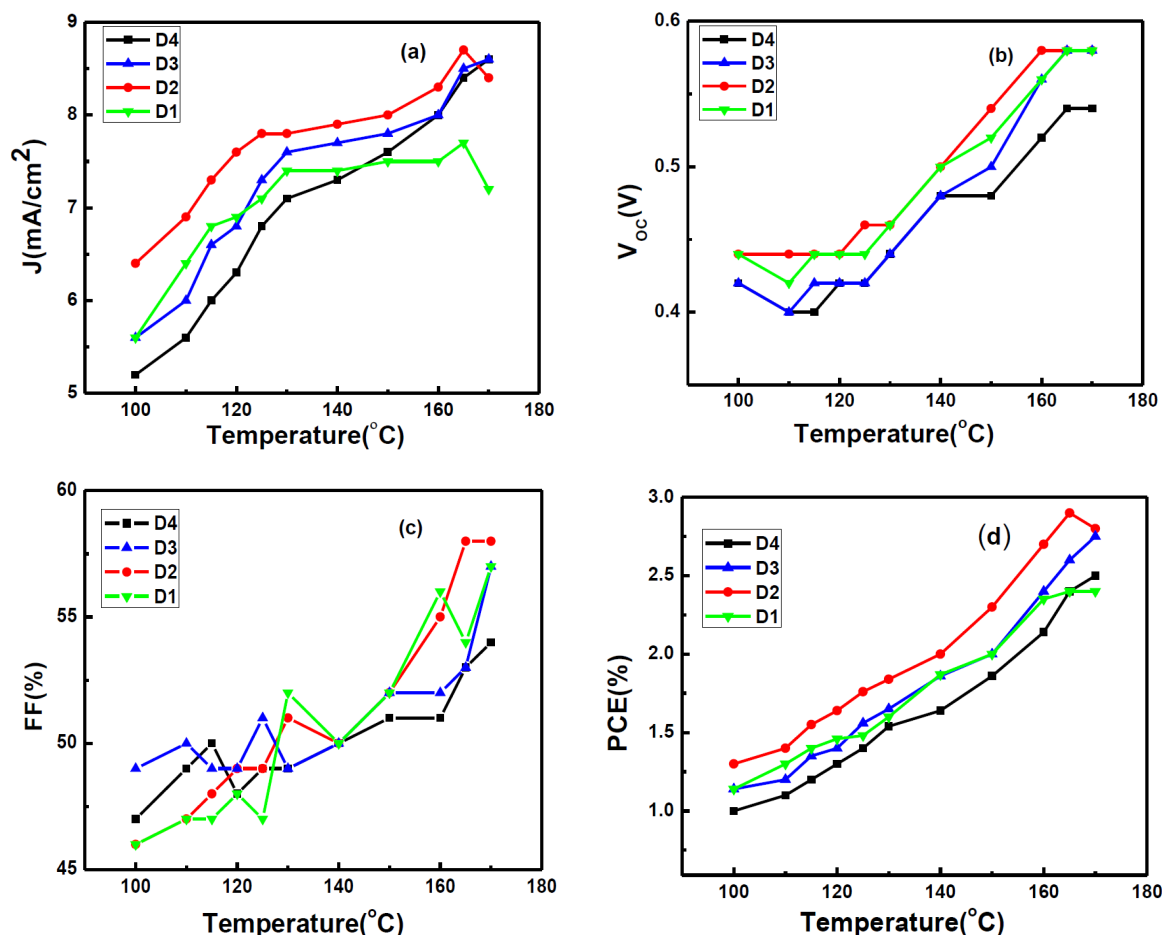 (a)
D4
D3
D2
D1
9
8
7
6
5
J(mA/cm²)
100 120 140 160 180
Temperature(°C)
(b)
D4
D3
D2
D1
0.6
0.5
0.4
V_OC(V)
100 120 140 160 180
Temperature(°C)
(c)
D4
D3
D2
D1
60
55
50
45
FF(%)
100 120 140 160 180
Temperature(°C)
(d)
D4
D3
D2
D1
3.0
2.5
2.0
1.5
1.0
PCE(%)
100 120 140 160 180
Temperature(°C)